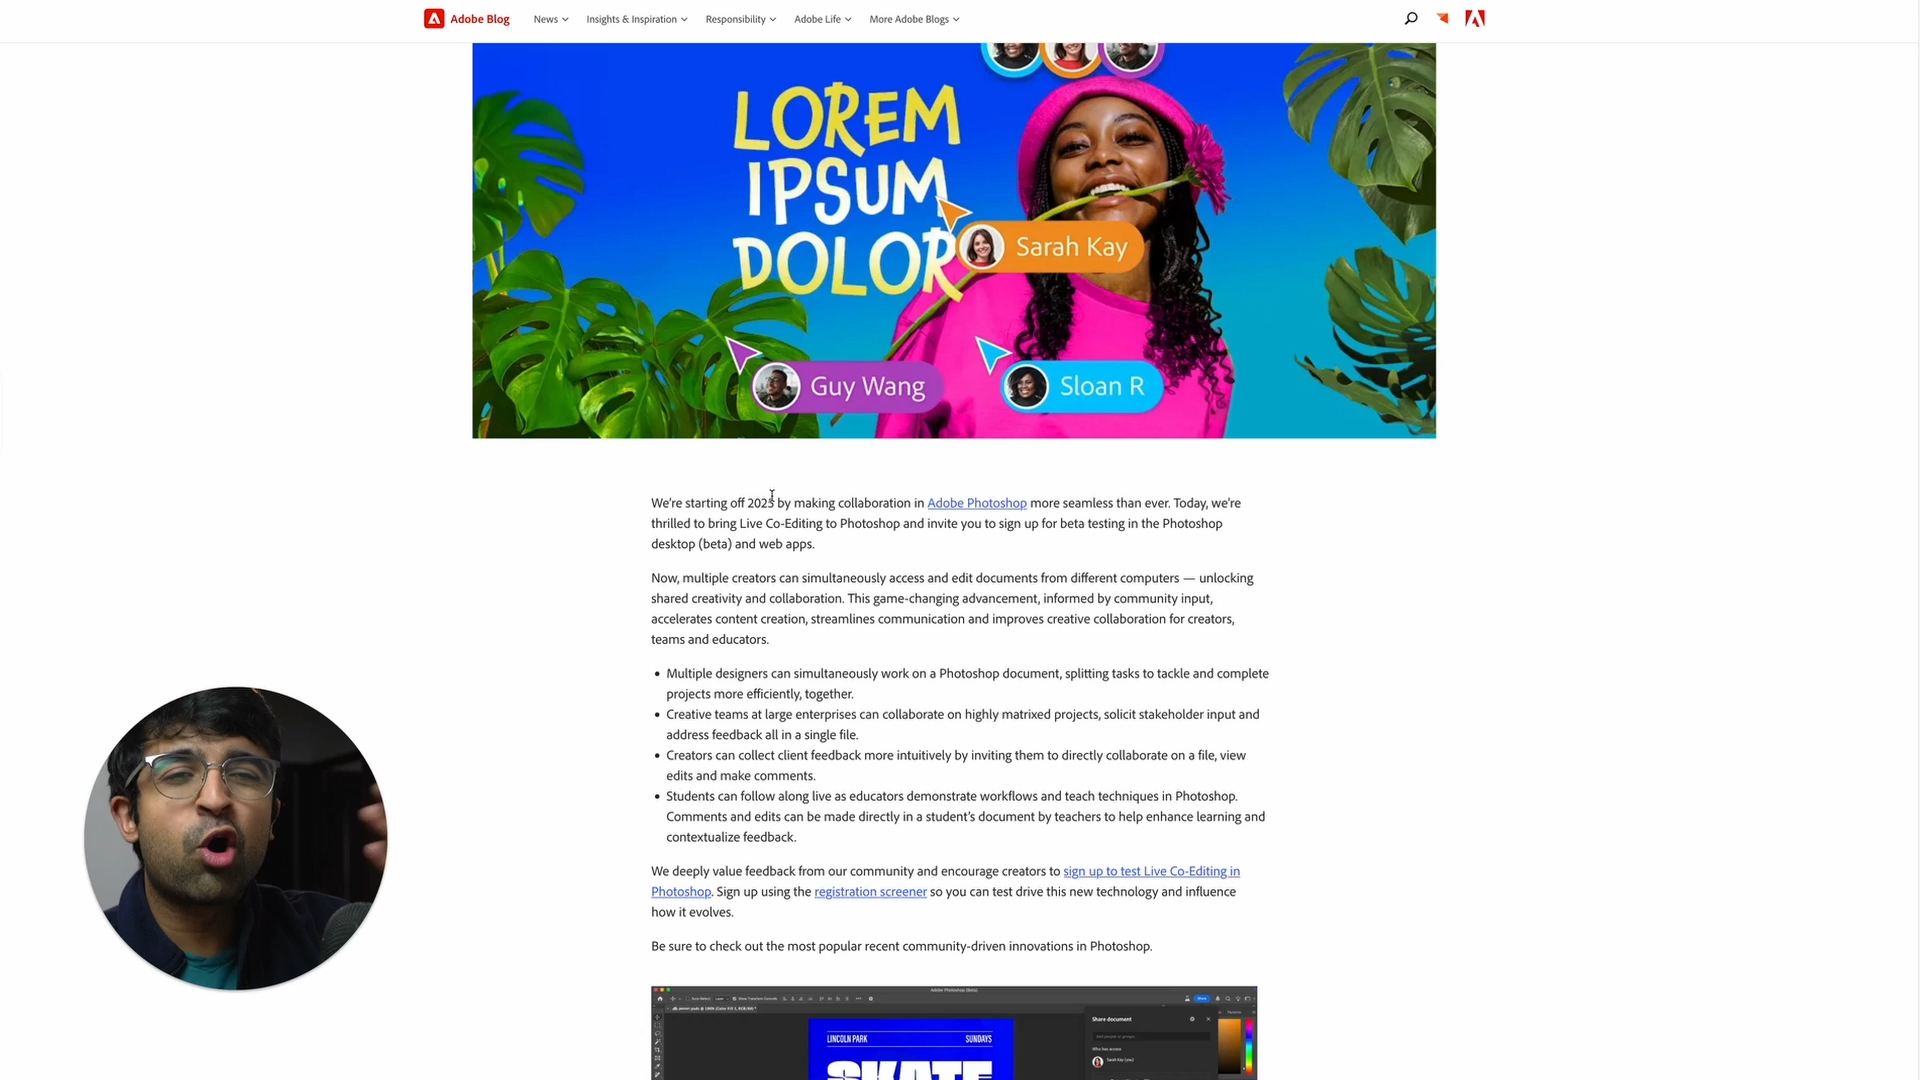 Adobe Blog
News
Insights & Inspiration
Responsibility
Adobe Life
More Adobe Blogs
LOREM
IPSUM
DOLOR
Sarah Kay
Guy Wang
Sloan R
We're starting off 2025 by making collaboration in Adobe Photoshop more seamless than ever. Today, we're
thrilled to bring Live Co-Editing to Photoshop and invite you to sign up for beta testing in the Photoshop
desktop (beta) and web apps.
Now, multiple creators can simultaneously access and edit documents from different computers — unlocking
shared creativity and collaboration. This game-changing advancement, informed by community input,
accelerates content creation, streamlines communication and improves creative collaboration for creators,
teams and educators.
• Multiple designers can simultaneously work on a Photoshop document, splitting tasks to tackle and complete
projects more efficiently, together.
• Creative teams at large enterprises can collaborate on highly matrixed projects, solicit stakeholder input and
address feedback all in a single file.
• Creators can collect client feedback more intuitively by inviting them to directly collaborate on a file, view
edits and make comments.
• Students can follow along live as educators demonstrate workflows and teach techniques in Photoshop.
Comments and edits can be made directly in a student's document by teachers to help enhance learning and
contextualize feedback.
We deeply value feedback from our community and encourage creators to sign up to test Live Co-Editing in
Photoshop. Sign up using the registration screener so you can test drive this new technology and influence
how it evolves.
Be sure to check out the most popular recent community-driven innovations in Photoshop.
Adobe Photoshop (Beta)
Share
Share document
Who has access
Sarah Kay (you)
LINCOLN PARK
SUNDAYS
SKATE